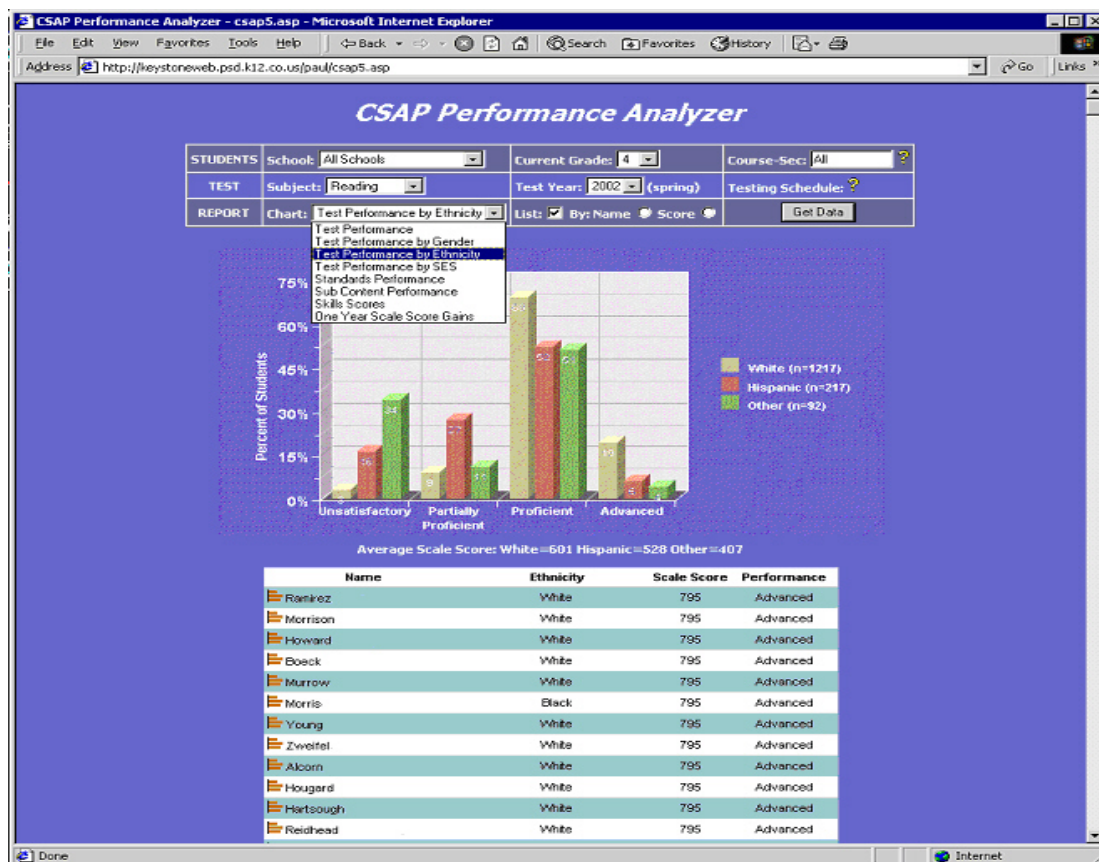 CSAP Performance Analyzer - csap5.asp - Microsoft Internet Explorer
File Edit View Favorites Tools Help Back Search Favorites History
Address http://keystoneweb.psd.k12.co.us/paul/csap5.asp Go Links »
CSAP Performance Analyzer
STUDENTS School: All Schools Current Grade: 4 Course-Sec: All ?
TEST Subject: Reading Test Year: 2002 (spring) Testing Schedule: ?
REPORT Chart: Test Performance by Ethnicity List: By: Name Score Get Data
Test Performance
Test Performance by Gender
Test Performance by Ethnicity
Test Performance by SES
Standards Performance
Sub Content Performance
Skills Scores
One Year Scale Score Gains
75%
60%
45%
30%
15%
0%
Percent of Students
White (n=1217)
Hispanic (n=217)
Other (n=92)
Unsatisfactory Partially Proficient Proficient Advanced
Average Scale Score: White=601 Hispanic=528 Other=407
Name Ethnicity Scale Score Performance
Ramirez White 795 Advanced
Morrison White 795 Advanced
Howard White 795 Advanced
Boeck White 795 Advanced
Murrow White 795 Advanced
Morris Black 795 Advanced
Young White 795 Advanced
Zweifel White 795 Advanced
Alcorn White 795 Advanced
Hougard White 795 Advanced
Hartsough White 795 Advanced
Reidhead White 795 Advanced
Done Internet